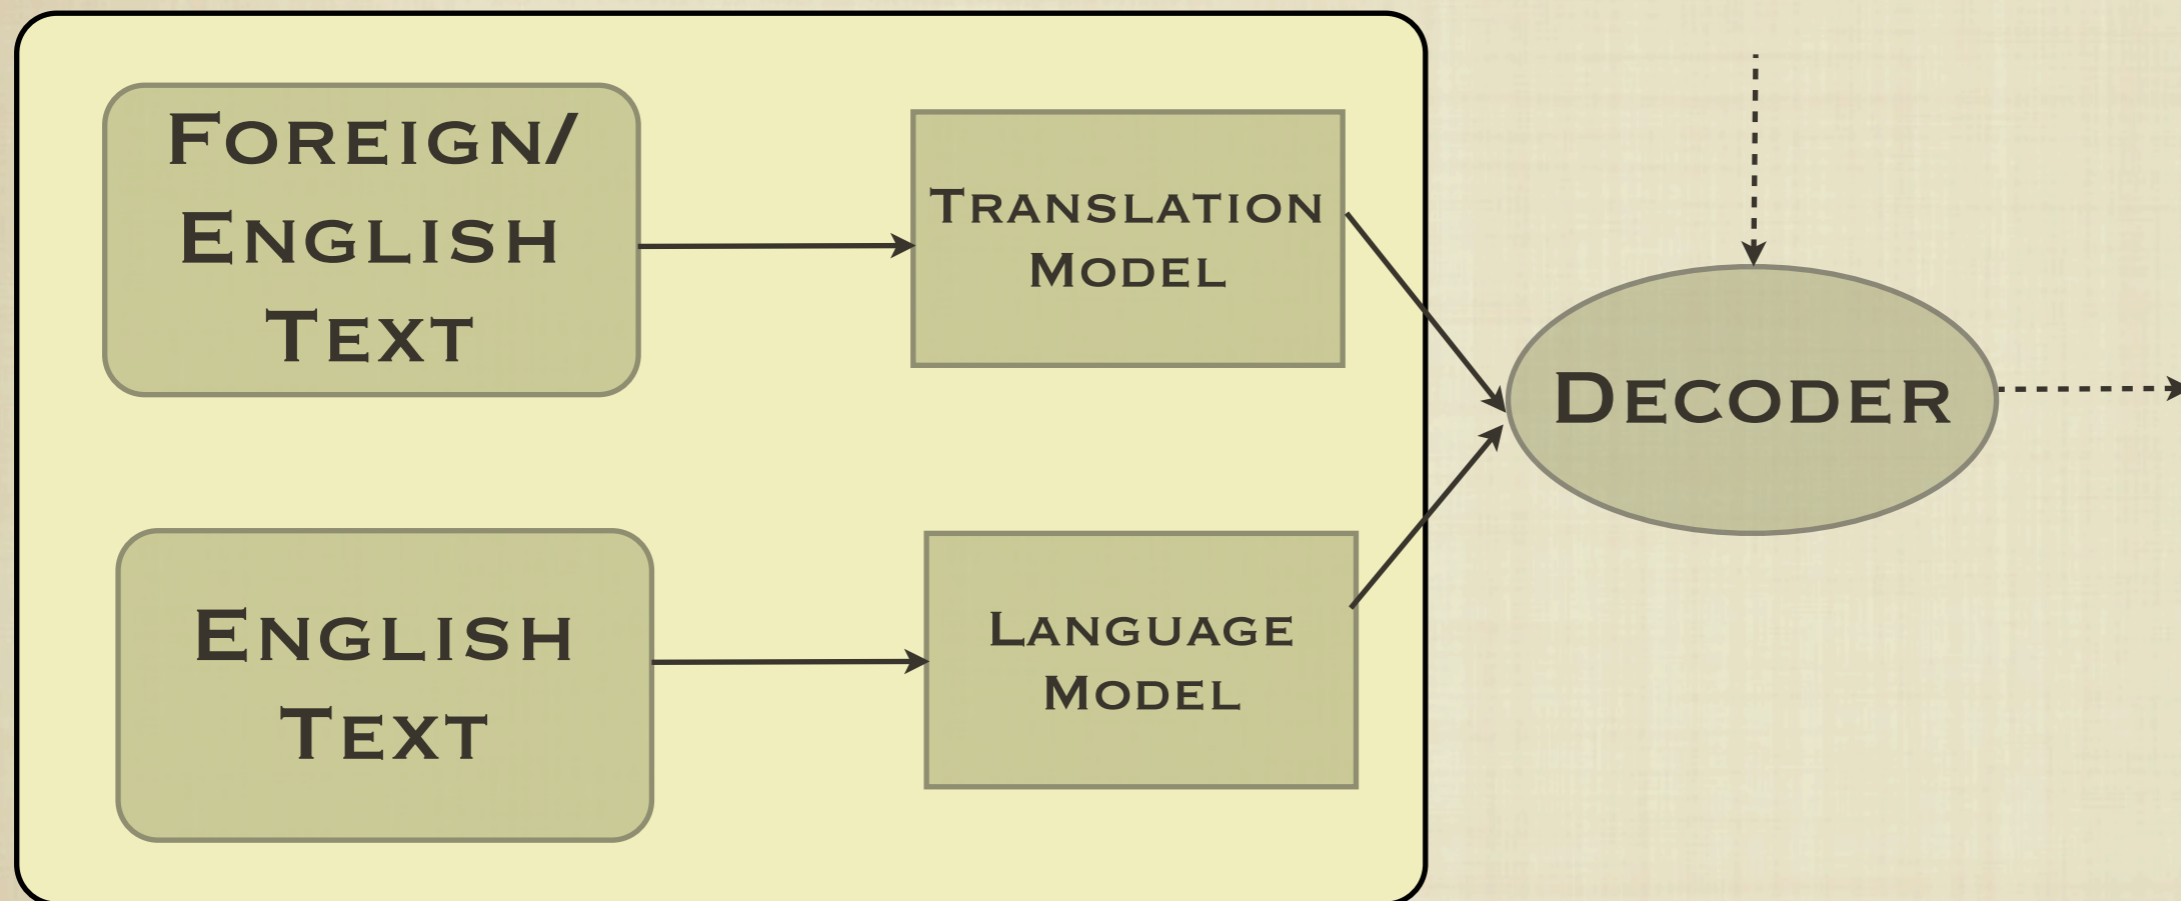 FOREIGN/
ENGLISH
TEXT
TRANSLATION
MODEL
DECODER
ENGLISH
TEXT
LANGUAGE
MODEL